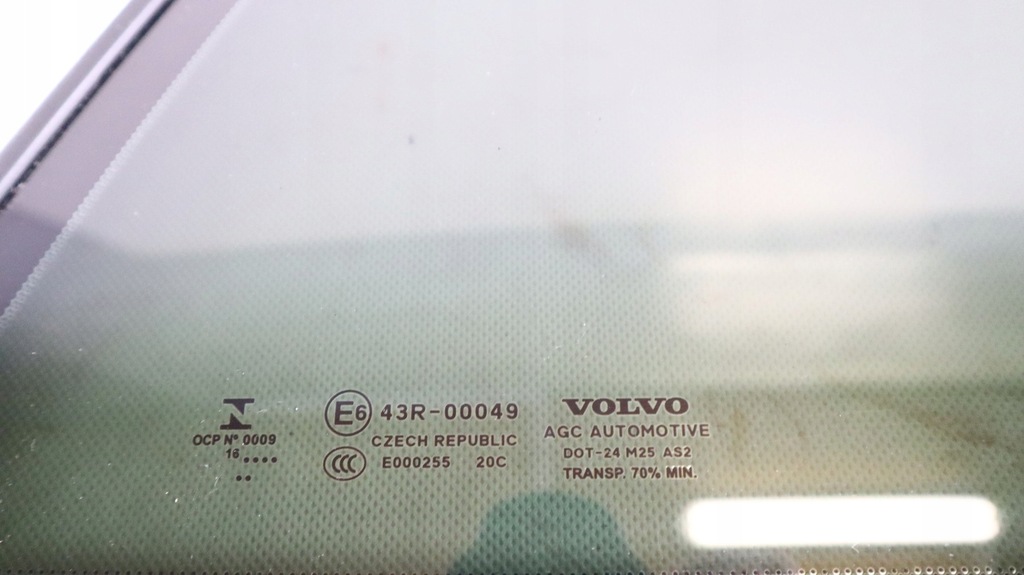 N
OCP Nº 0009
16 ....
..
E6 43R-00049
CZECH REPUBLIC
CCC E000255 20C
VOLVO
AGC AUTOMOTIVE
DOT-24 M25 AS2
TRANSP. 70% MIN.